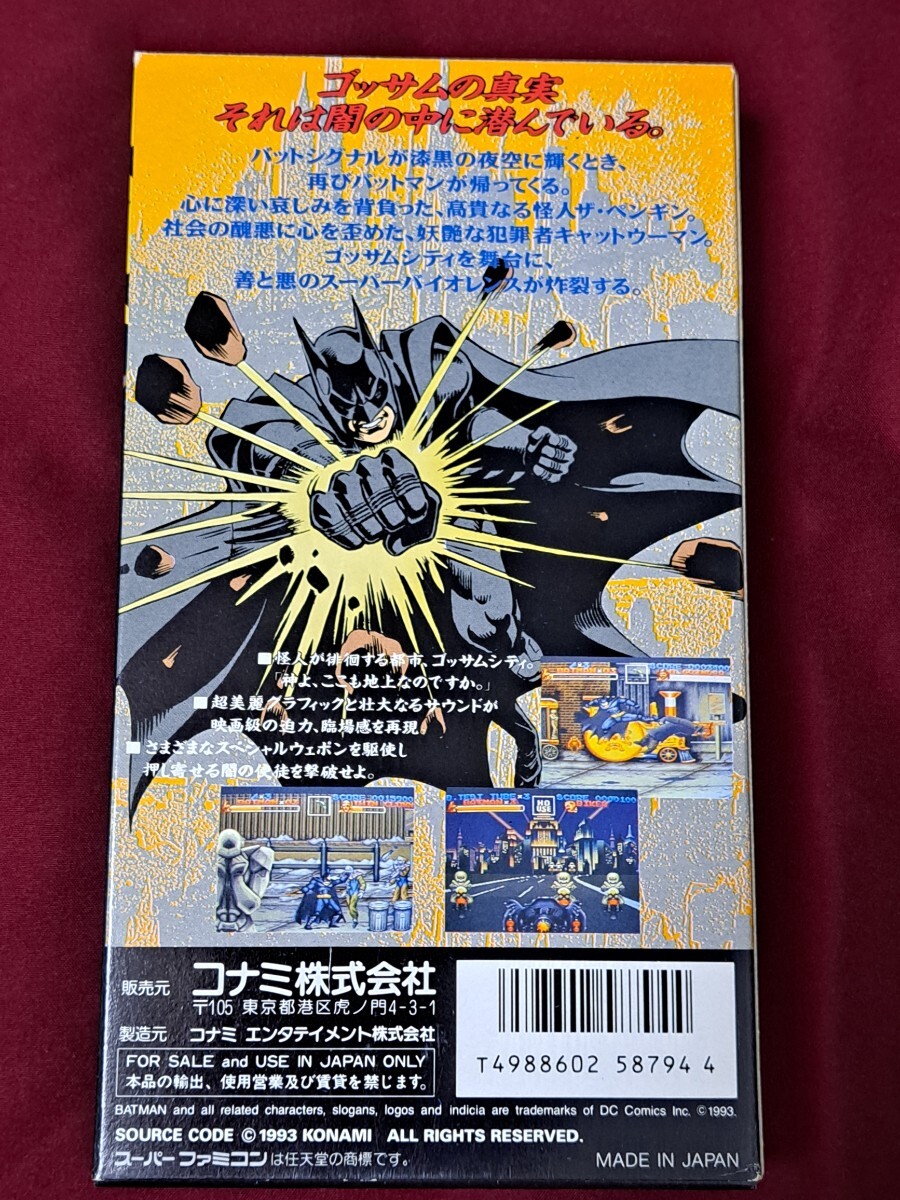 ゴッサムの真実
それは闇の中に潜んでいる。
バットシグナルが漆黒の夜空に輝くとき、
再びバットマンが帰ってくる。
心に深い哀しみを背負った、高貴なる怪人ザ・ペンギン。
社会の醜悪に心を歪めた、妖艶な犯罪者キャットウーマン。
ゴッサムシティを舞台に、
善と悪のスーパーバイオレンスが炸裂する。
■怪人が徘徊する都市、ゴッサムシティ。
「神よ、ここも地上なのですか。」
■超美麗グラフィックと壮大なるサウンドが
映画級の迫力、臨場感を再現
■さまざまなスペシャルウェポンを駆使し
押し寄せる闇の使徒を撃破せよ。
SCORE 0003400
SCORE 0013200
SCORE 0000100
BATMAN×3
BIKER
NO USE
販売元 コナミ株式会社
〒105 東京都港区虎ノ門4-3-1
製造元 コナミ エンタテイメント株式会社
FOR SALE and USE IN JAPAN ONLY
本品の輸出、使用営業及び賃貸を禁じます。
T4988602 58794 4
BATMAN and all related characters, slogans, logos and indicia are trademarks of DC Comics Inc. ©1993.
SOURCE CODE ©1993 KONAMI ALL RIGHTS RESERVED.
スーパーファミコンは任天堂の商標です。
MADE IN JAPAN